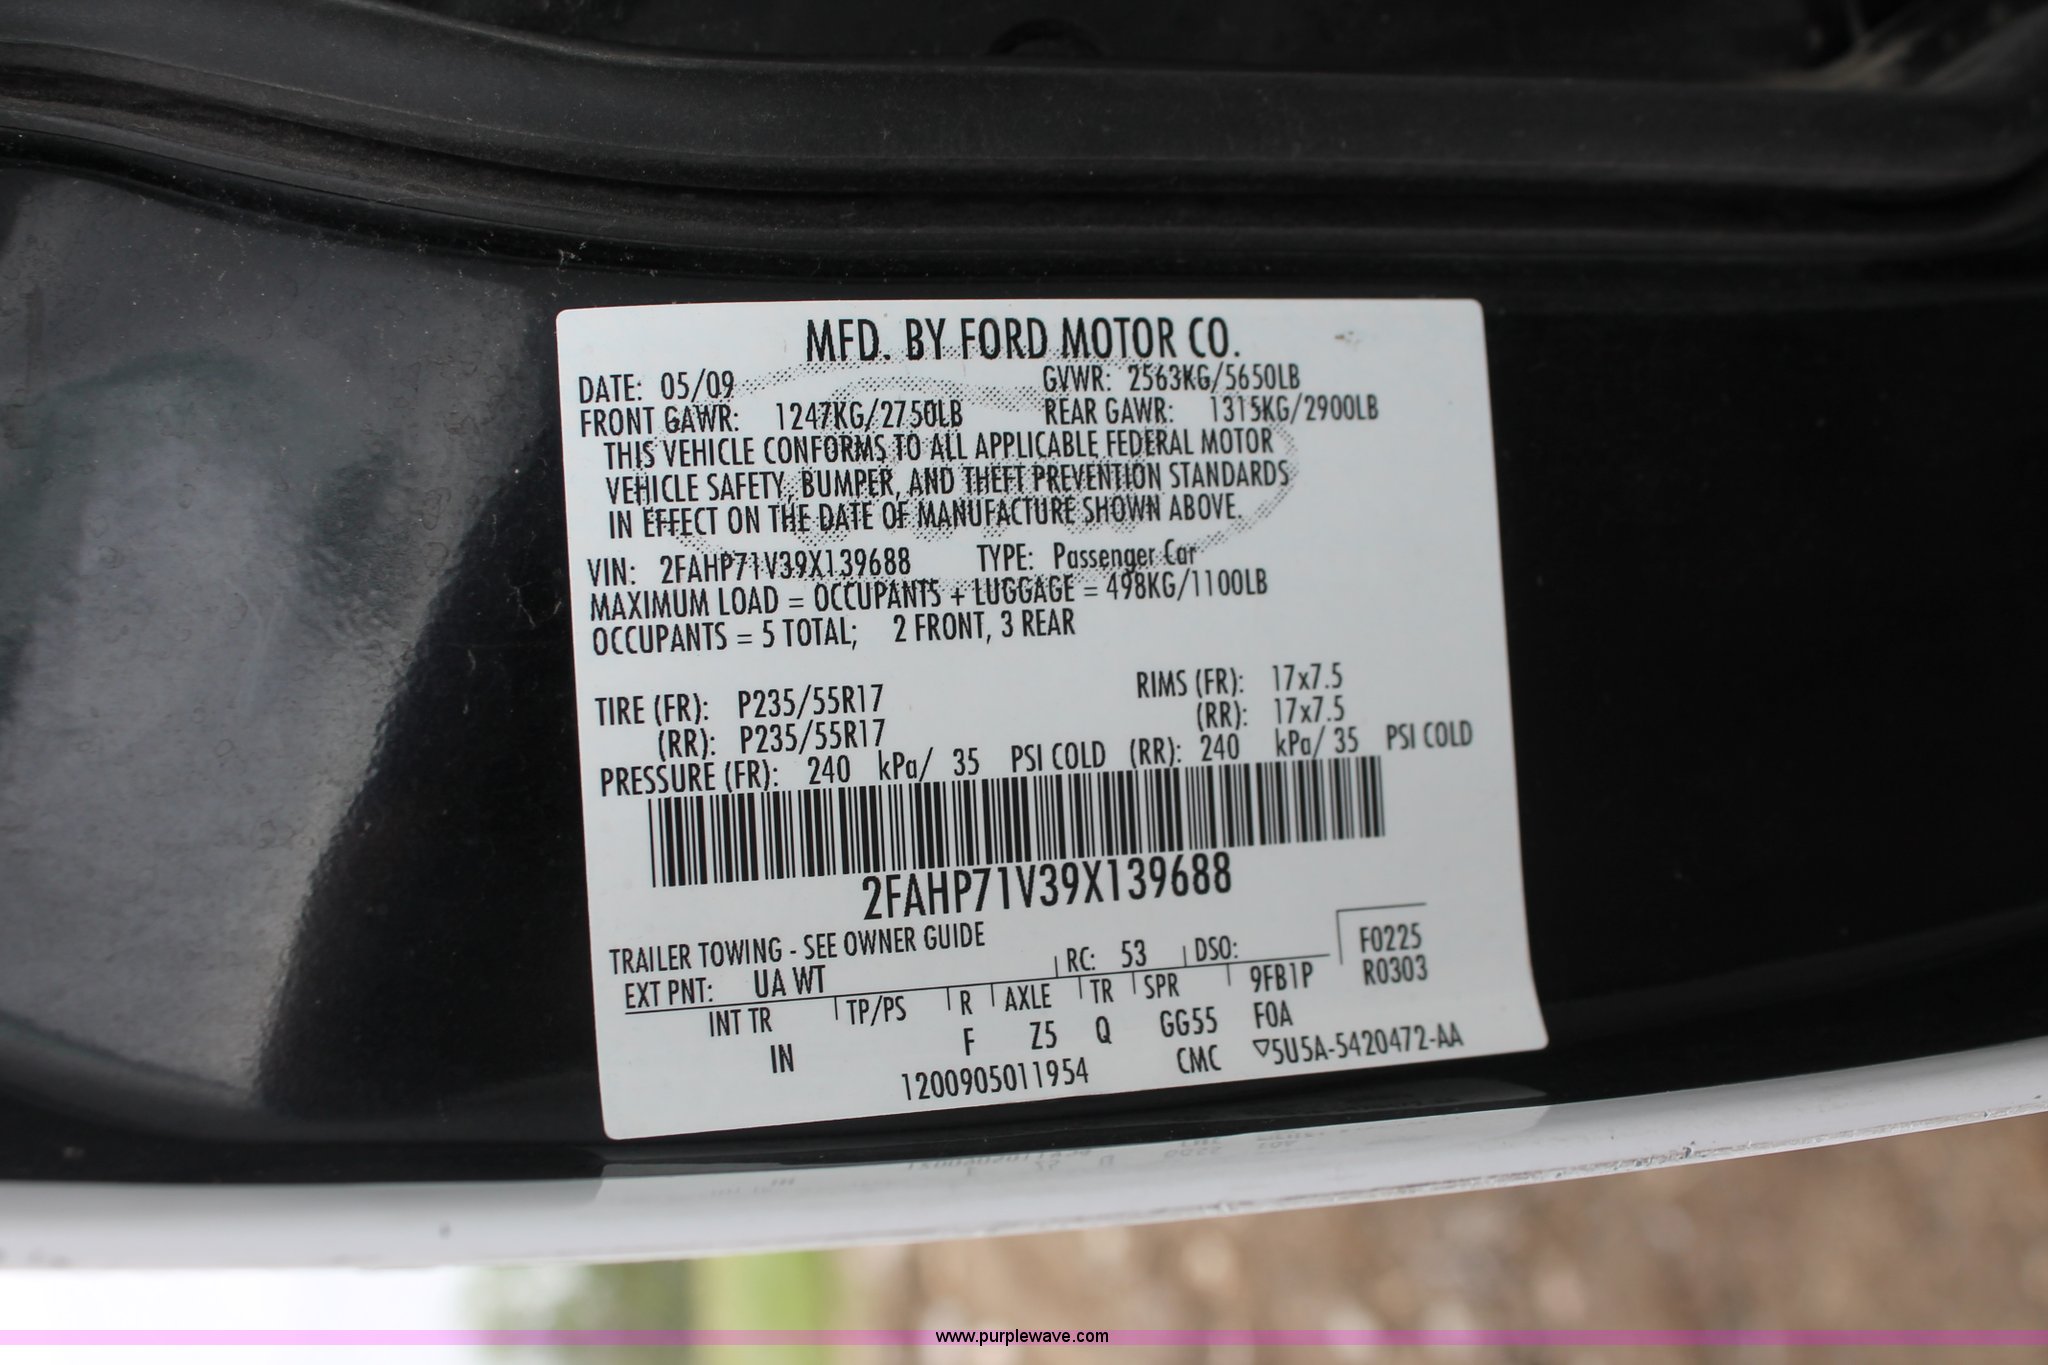 MFD. BY FORD MOTOR CO.
DATE: 05/09 GVWR: 2563KG/5650LB
FRONT GAWR: 1247KG/2750LB REAR GAWR: 1315KG/2900LB
THIS VEHICLE CONFORMS TO ALL APPLICABLE FEDERAL MOTOR
VEHICLE SAFETY, BUMPER, AND THEFT PREVENTION STANDARDS
IN EFFECT ON THE DATE OF MANUFACTURE SHOWN ABOVE.
VIN: 2FAHP71V39X139688 TYPE: Passenger Car
MAXIMUM LOAD = OCCUPANTS + LUGGAGE = 498KG/1100LB
OCCUPANTS = 5 TOTAL; 2 FRONT, 3 REAR
TIRE (FR): P235/55R17 RIMS (FR): 17x7.5
(RR): P235/55R17 (RR): 17x7.5
PRESSURE (FR): 240 kPa/ 35 PSI COLD (RR): 240 kPa/ 35 PSI COLD
2FAHP71V39X139688
TRAILER TOWING - SEE OWNER GUIDE
EXT PNT: UA WT RC: 53 DSO: F0225
INT TR TP/PS R AXLE TR SPR 9FB1P R0303
IN F Z5 Q GG55 F0A
1200905011954 CMC ▽5U5A-5420472-AA
www.purplewave.com